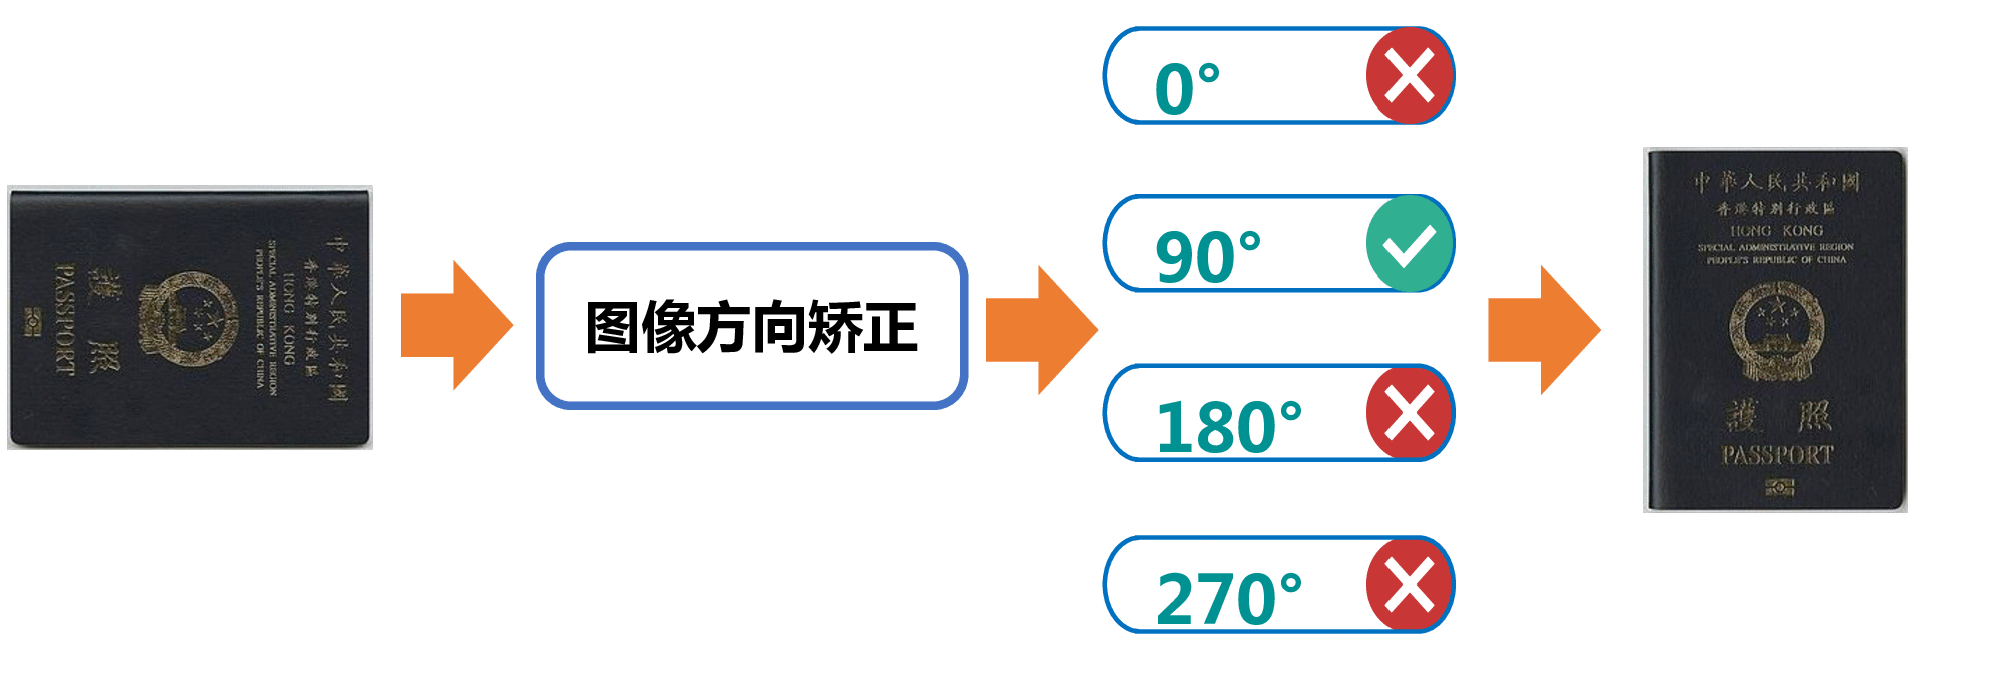 中華人民共和國
香港特別行政區
HONG KONG
SPECIAL ADMINISTRATIVE REGION
PEOPLE'S REPUBLIC OF CHINA
護照
PASSPORT
图像方向矫正
0°
90°
180°
270°
中華人民共和國
香港特別行政區
HONG KONG
SPECIAL ADMINISTRATIVE REGION
PEOPLE'S REPUBLIC OF CHINA
護照
PASSPORT